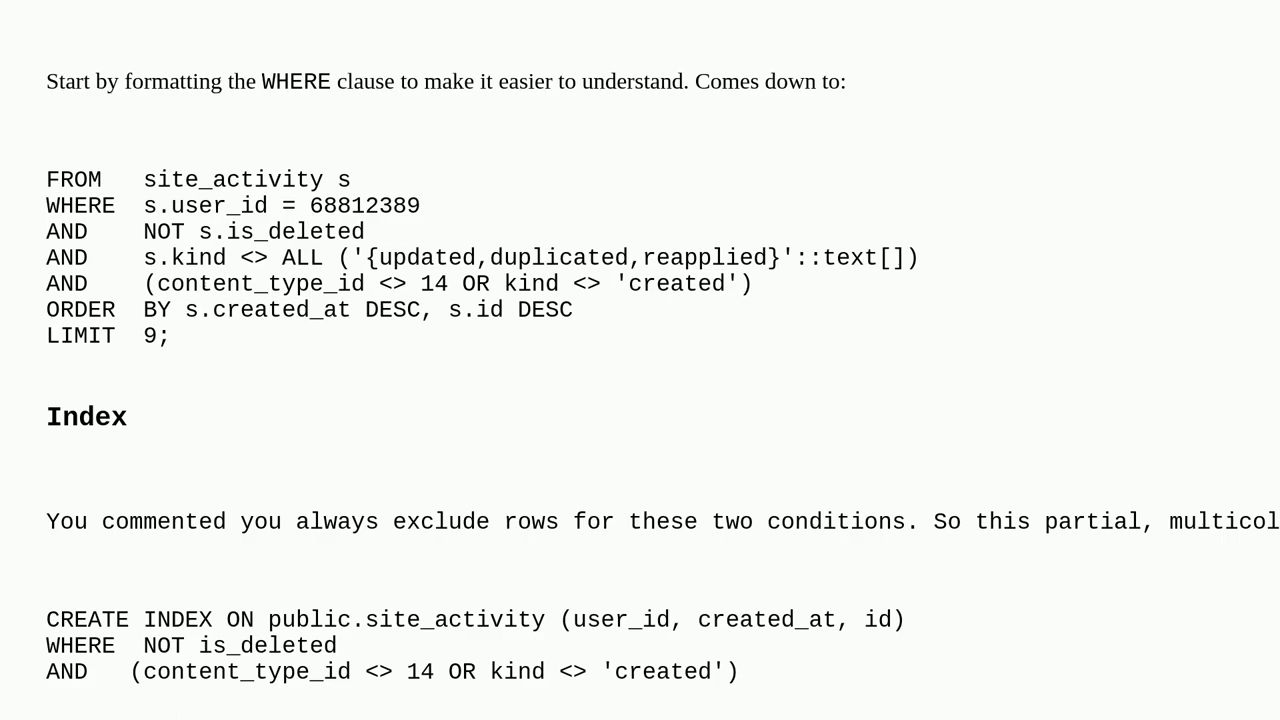 Start by formatting the WHERE clause to make it easier to understand. Comes down to:
FROM   site_activity s
WHERE  s.user_id = 68812389
AND    NOT s.is_deleted
AND    s.kind <> ALL ('{updated,duplicated,reapplied}'::text[])
AND    (content_type_id <> 14 OR kind <> 'created')
ORDER  BY s.created_at DESC, s.id DESC
LIMIT  9;
Index
You commented you always exclude rows for these two conditions. So this partial, multicol
CREATE INDEX ON public.site_activity (user_id, created_at, id)
WHERE  NOT is_deleted
AND   (content_type_id <> 14 OR kind <> 'created')